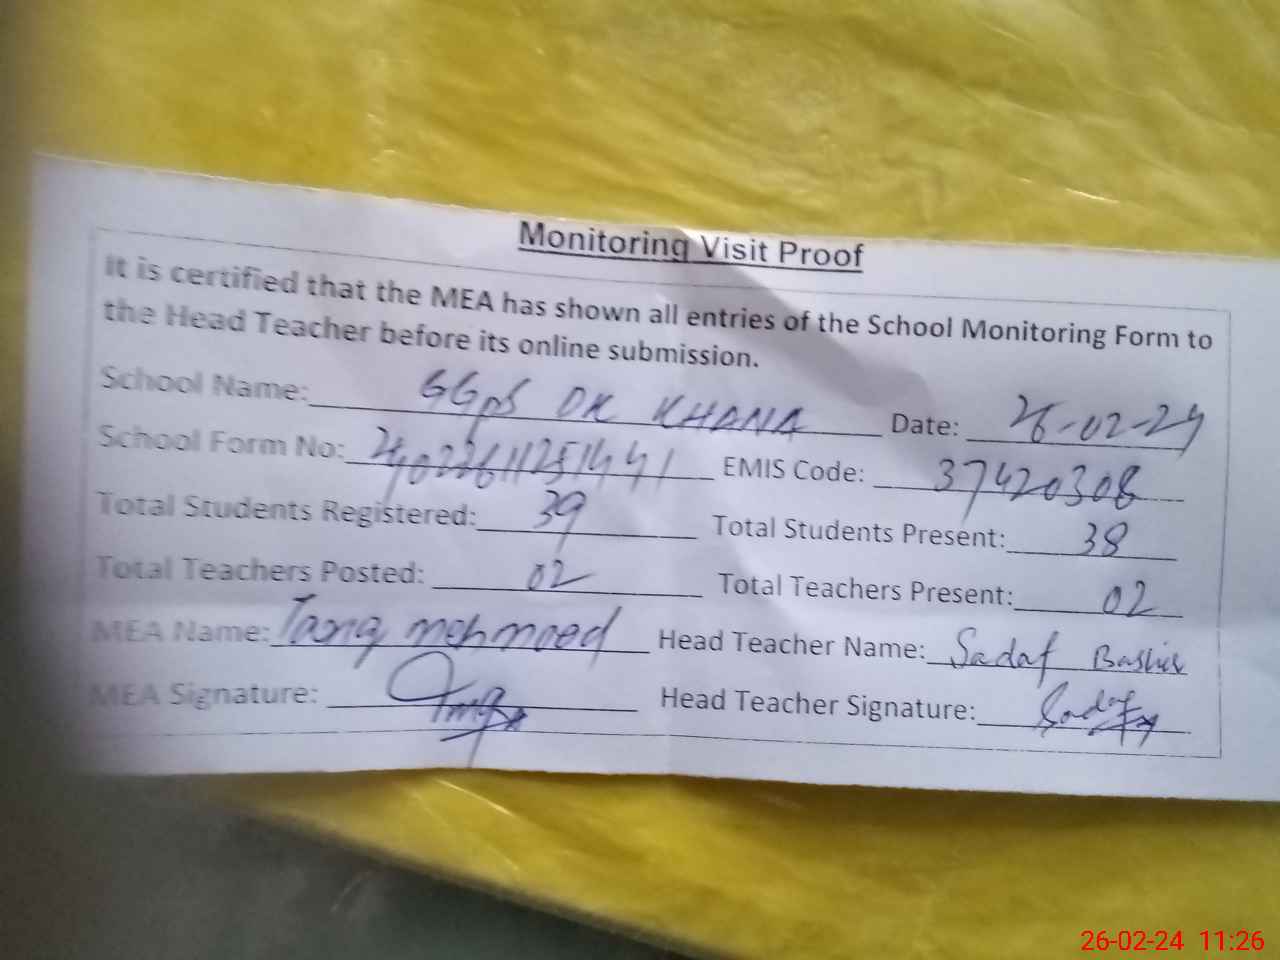 Monitoring Visit Proof
It is certified that the MEA has shown all entries of the School Monitoring Form to
the Head Teacher before its online submission.
School Name: GGPS DK KHANA Date: 26-02-24
School Form No: EMIS Code: 37420308
Total Students Registered: 39 Total Students Present: 38
Total Teachers Posted: 02 Total Teachers Present: 02
MEA Name: Tariq mehmood Head Teacher Name: Sadaf Bashir
MEA Signature: Head Teacher Signature: Sadaf
26-02-24 11:26